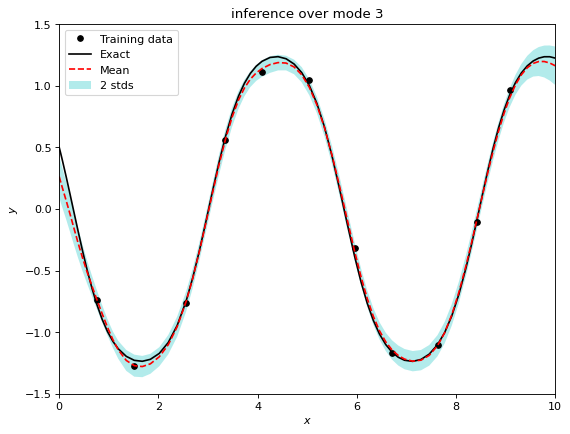 inference over mode 3
Training data
Exact
Mean
2 stds
1.5
1.0
0.5
0.0
−0.5
−1.0
−1.5
y
0 2 4 6 8 10
x